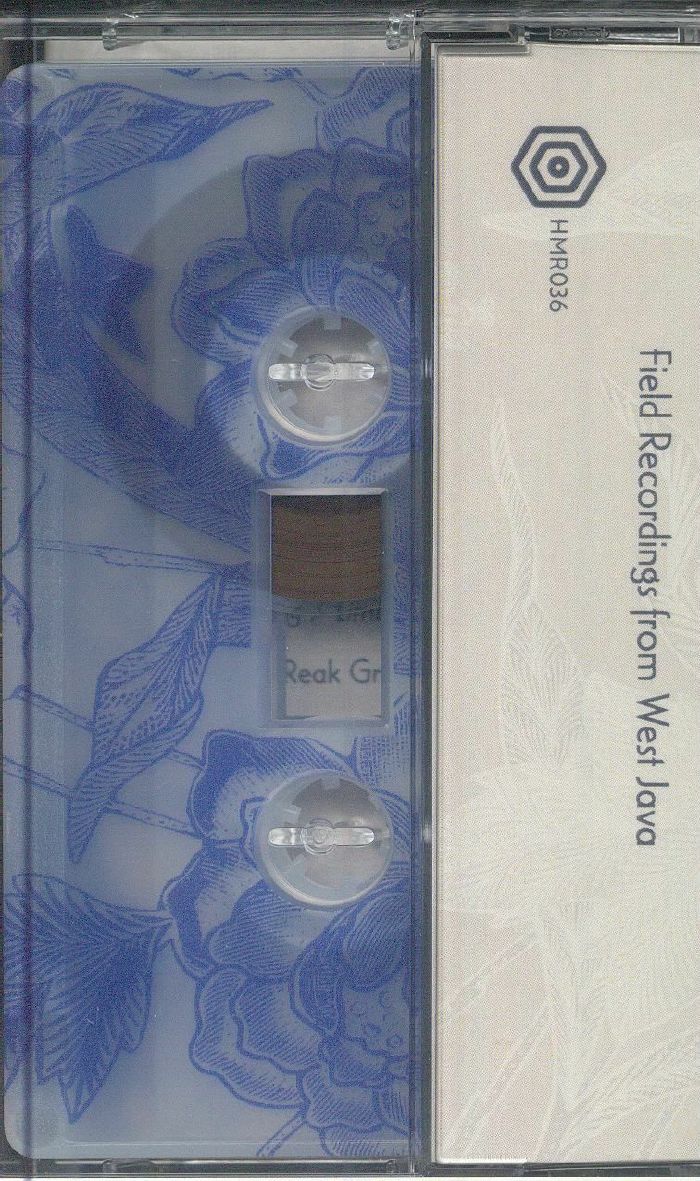 HMR036
Field Recordings from West Java
Reak Gr